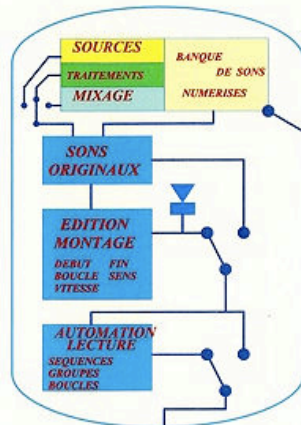 SOURCES
TRAITEMENTS
MIXAGE
BANQUE
DE SONS
NUMERISES
SONS
ORIGINAUX
EDITION
MONTAGE
DEBUT FIN
BOUCLE SENS
VITESSE
AUTOMATION
LECTURE
SEQUENCES
GROUPES
BOUCLES